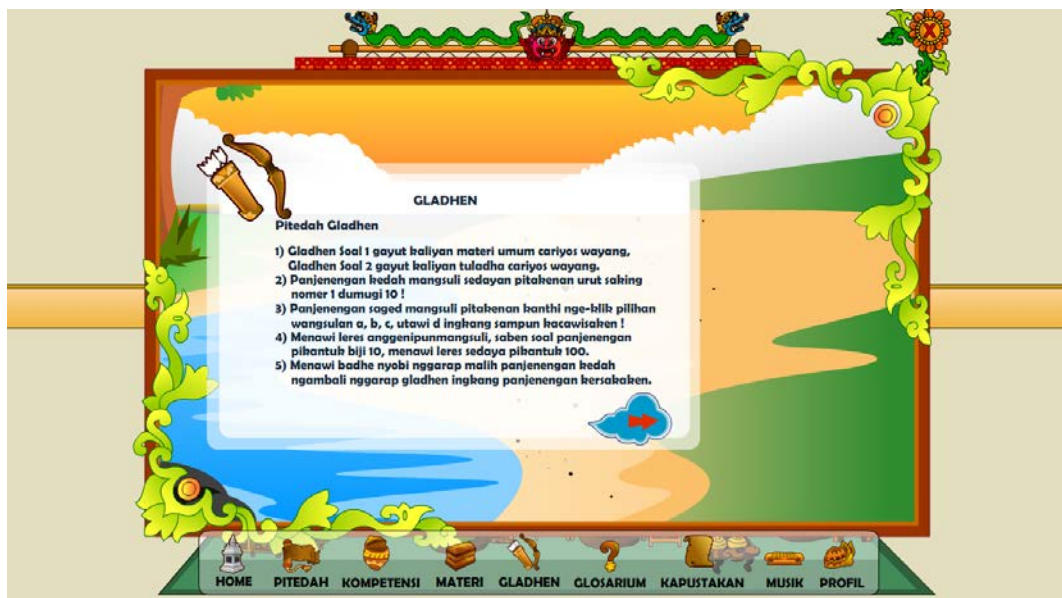 X
GLADHEN
Pitedah Gladhen
1) Gladhen Soal 1 gayut kaliyan materi umum cariyos wayang,
Gladhen Soal 2 gayut kaliyan tuladha cariyos wayang.
2) Panjenengan kedah mangsuli sedayan pitakenan urut saking
nomer 1 dumugi 10 !
3) Panjenengan saged mangsuli pitakenan kanthi nge-klik pilihan
wangsulan a, b, c, utawi d ingkang sampun kacawisaken !
4) Menawi leres anggenipunmangsuli, saben soal panjenengan
pikantuk biji 10, menawi leres sedaya pikantuk 100.
5) Menawi badhe nyobi nggarap malih panjenengan kedah
ngambali nggarap gladhen ingkang panjenengan kersakaken.
HOME PITEDAH KOMPETENSI MATERI GLADHEN GLOSARIUM KAPUSTAKAN MUSIK PROFIL